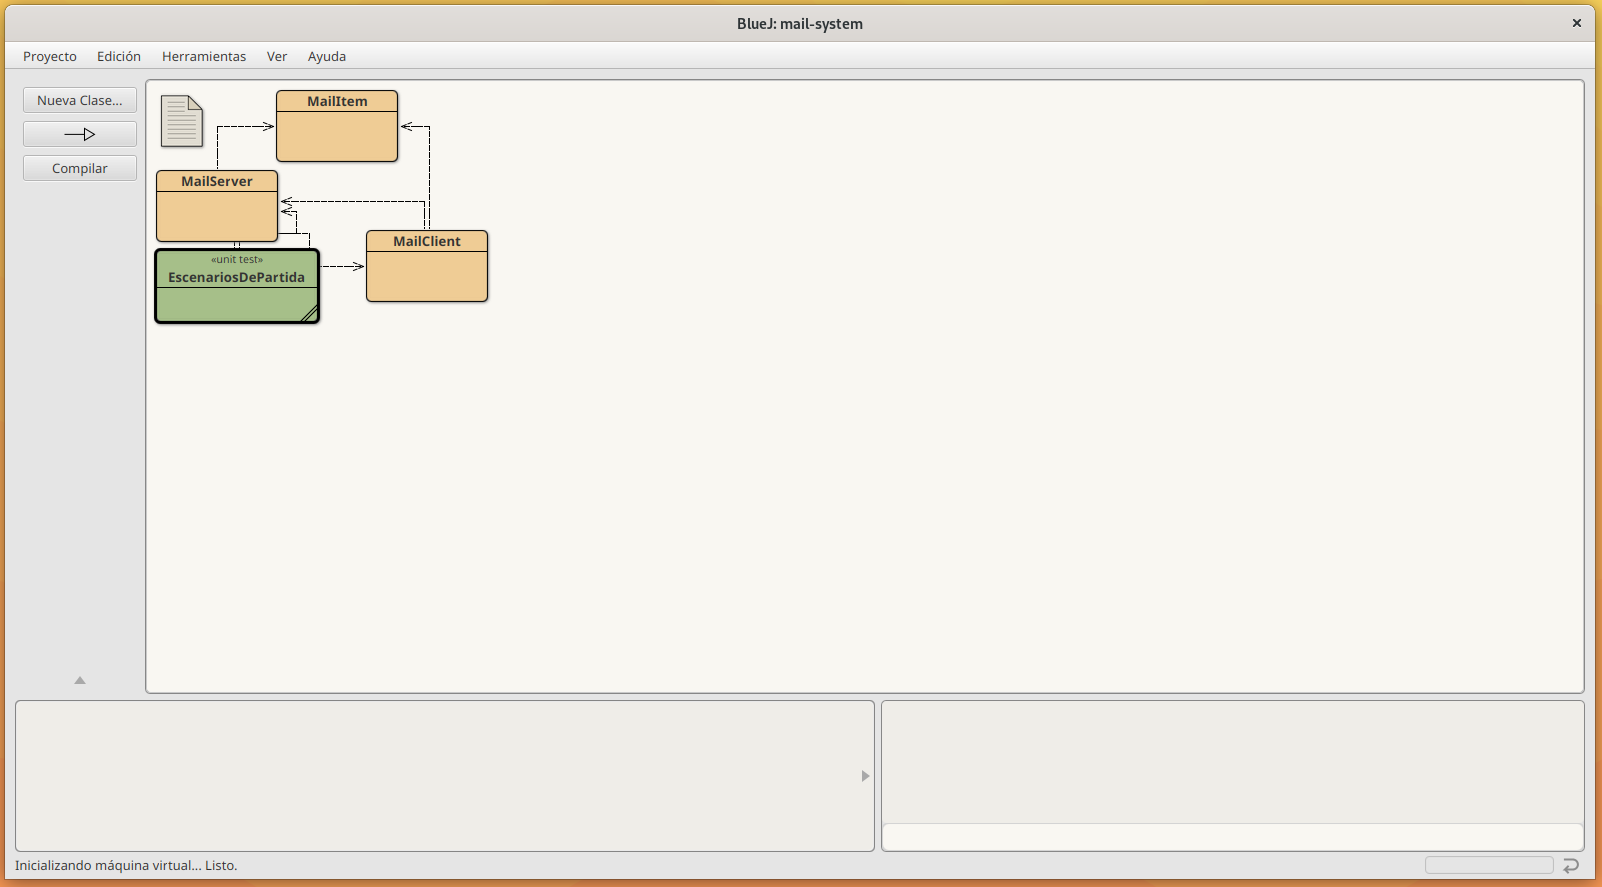 BlueJ: mail-system
Proyecto Edición Herramientas Ver Ayuda
Nueva Clase...
Compilar
MailItem
MailServer
MailClient
«unit test»
EscenariosDePartida
Inicializando máquina virtual... Listo.